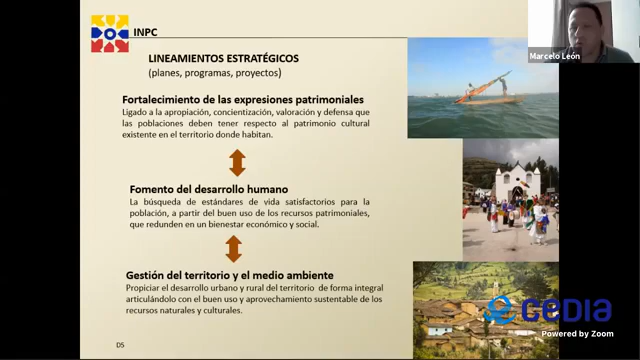 INPC
Marcelo León
LINEAMIENTOS ESTRATÉGICOS
(planes, programas, proyectos)
Fortalecimiento de las expresiones patrimoniales
Ligado a la apropiación, concientización, valoración y defensa que
las poblaciones deben tener respecto al patrimonio cultural
existente en el territorio donde habitan.
Fomento del desarrollo humano
La búsqueda de estándares de vida satisfactorios para la
población, a partir del buen uso de los recursos patrimoniales,
que redunden en un bienestar económico y social.
Gestión del territorio y el medio ambiente
Propiciar el desarrollo urbano y rural del territorio de forma integral
articulándolo con el buen uso y aprovechamiento sustentable de los
recursos naturales y culturales.
CEDIA
Powered by Zoom
D5